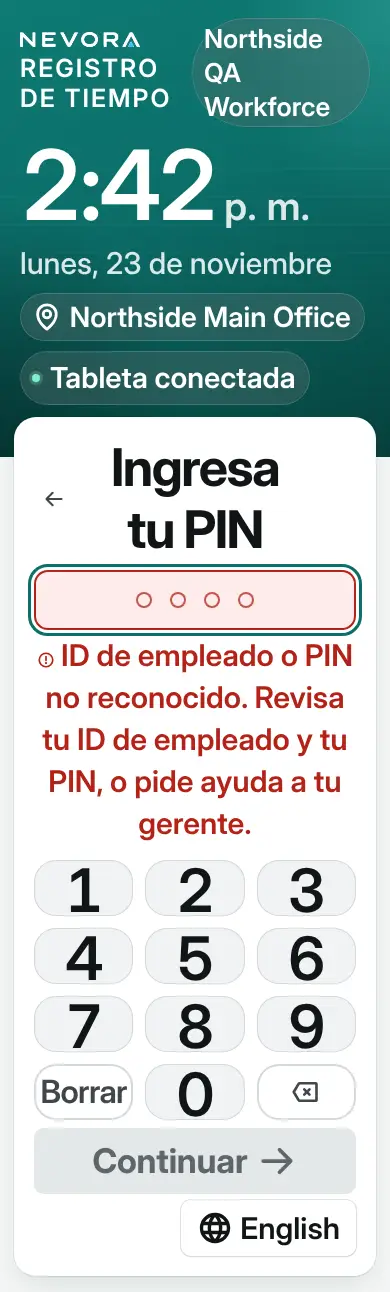 NEVORA
REGISTRO
DE TIEMPO
Northside
QA
Workforce
2:42 p. m.
lunes, 23 de noviembre
Northside Main Office
Tableta conectada
Ingresa
tu PIN
ID de empleado o PIN
no reconocido. Revisa
tu ID de empleado y tu
PIN, o pide ayuda a tu
gerente.
1 2 3
4 5 6
7 8 9
Borrar 0
Continuar →
English